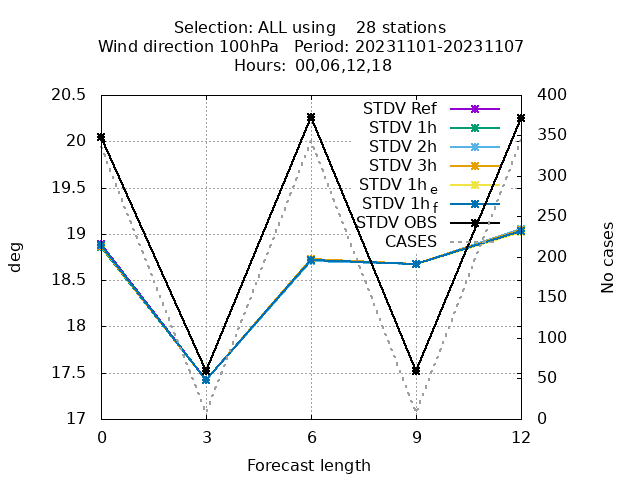 Selection: ALL using    28 stations
Wind direction 100hPa   Period: 20231101-20231107
Hours:  00,06,12,18
STDV Ref
STDV 1h
STDV 2h
STDV 3h
STDV 1h e
STDV 1h f
STDV OBS
CASES
20.5
20
19.5
19
18.5
18
17.5
17
deg
400
350
300
250
200
150
100
50
0
No cases
0 3 6 9 12
Forecast length